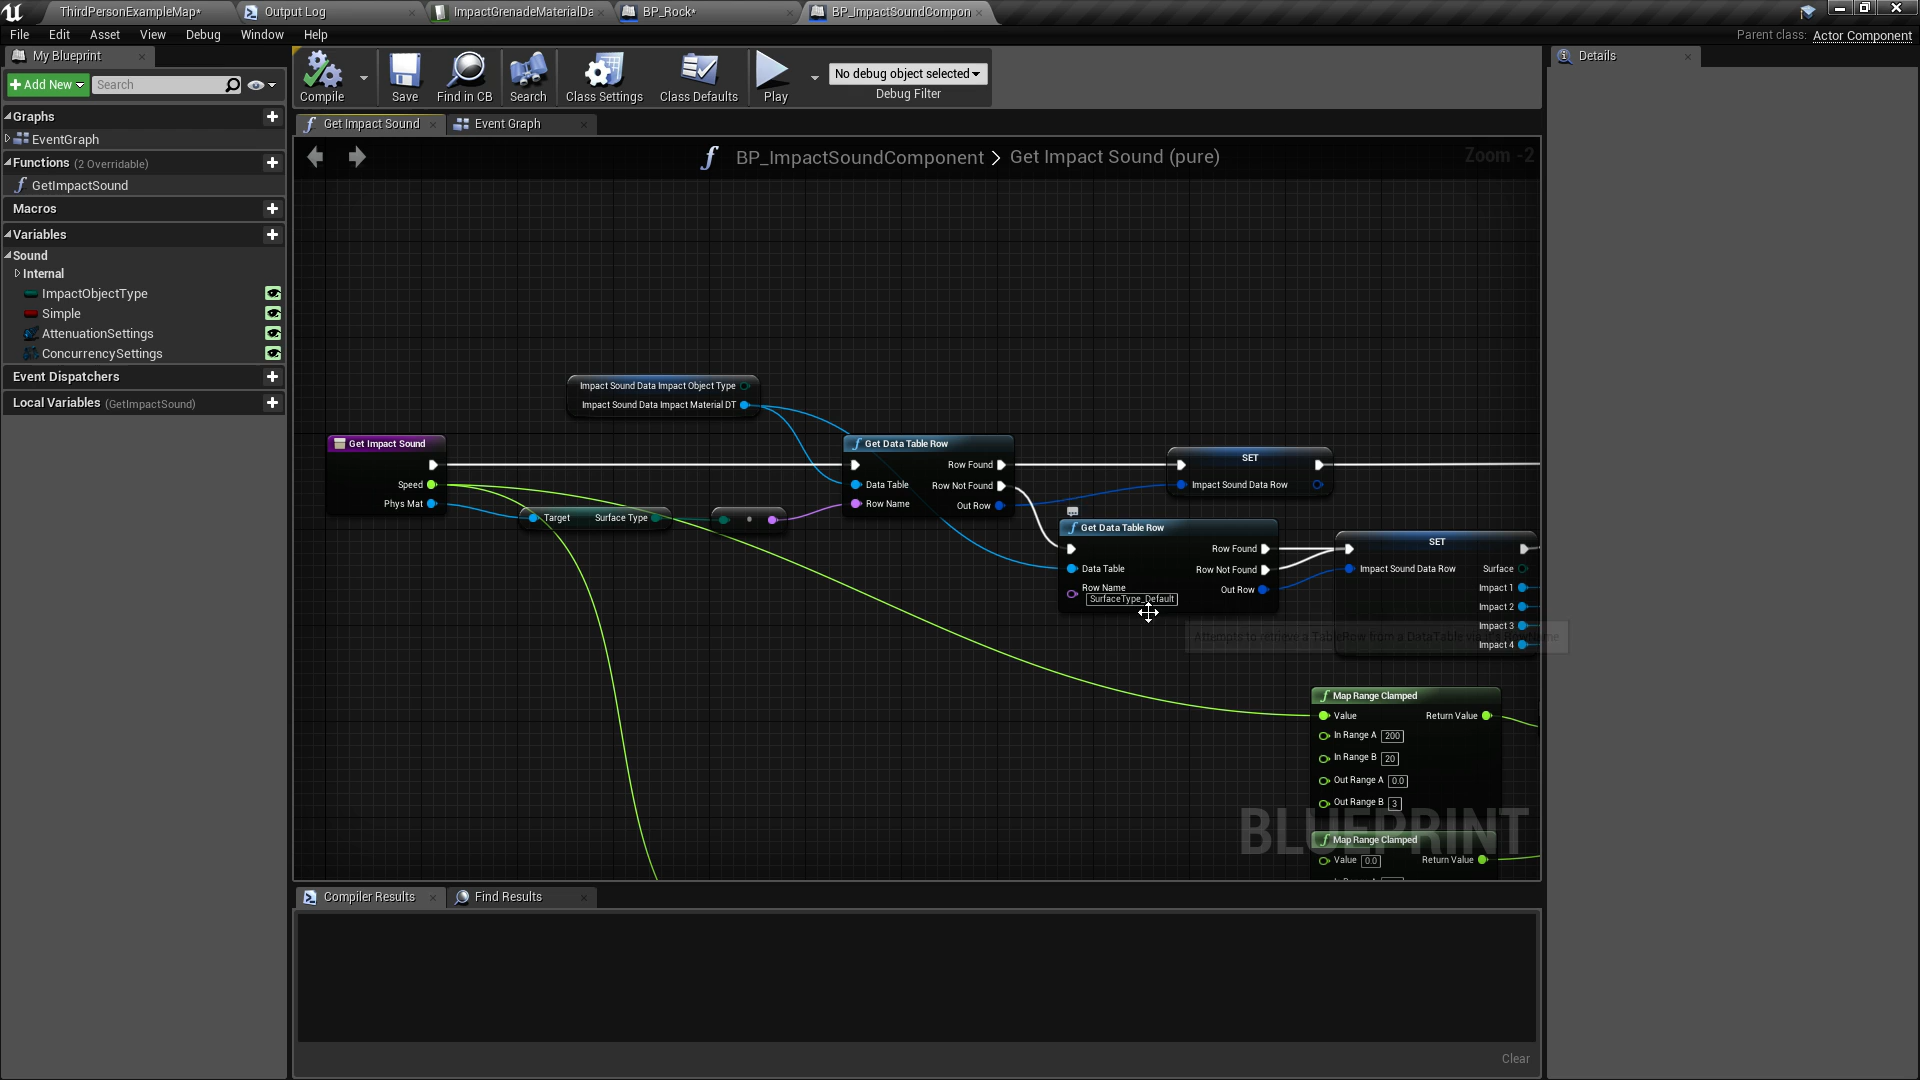 ThirdPersonExampleMap*
Output Log
ImpactGrenadeMaterialDa
BP_Rock*
BP_ImpactSoundCompon
File Edit Asset View Debug Window Help
Parent class: Actor Component
My Blueprint
Add New
Search
Graphs
EventGraph
Functions (2 Overridable)
GetImpactSound
Macros
Variables
Sound
Internal
ImpactObjectType
Simple
AttenuationSettings
ConcurrencySettings
Event Dispatchers
Local Variables (GetImpactSound)
Compile
Save
Find in CB
Search
Class Settings
Class Defaults
Play
No debug object selected
Debug Filter
Details
Get Impact Sound
Event Graph
BP_ImpactSoundComponent > Get Impact Sound (pure)
Zoom -2
Impact Sound Data Impact Object Type
Impact Sound Data Impact Material DT
Get Impact Sound
Speed
Phys Mat
Target Surface Type
Get Data Table Row
Row Found
Data Table Row Not Found
Row Name
Out Row
SET
Impact Sound Data Row
Get Data Table Row
Row Found
Data Table Row Not Found
Row Name
SurfaceType_Default
Out Row
SET
Impact Sound Data Row Surface
Impact 1
Impact 2
Impact 3
Impact 4
Attempts to retrieve a TableRow from a DataTable via it's RowName
Map Range Clamped
Value Return Value
In Range A 200
In Range B 20
Out Range A 0.0
Out Range B 3
BLUEPRINT
Map Range Clamped
Value 0.0 Return Value
Compiler Results
Find Results
Clear